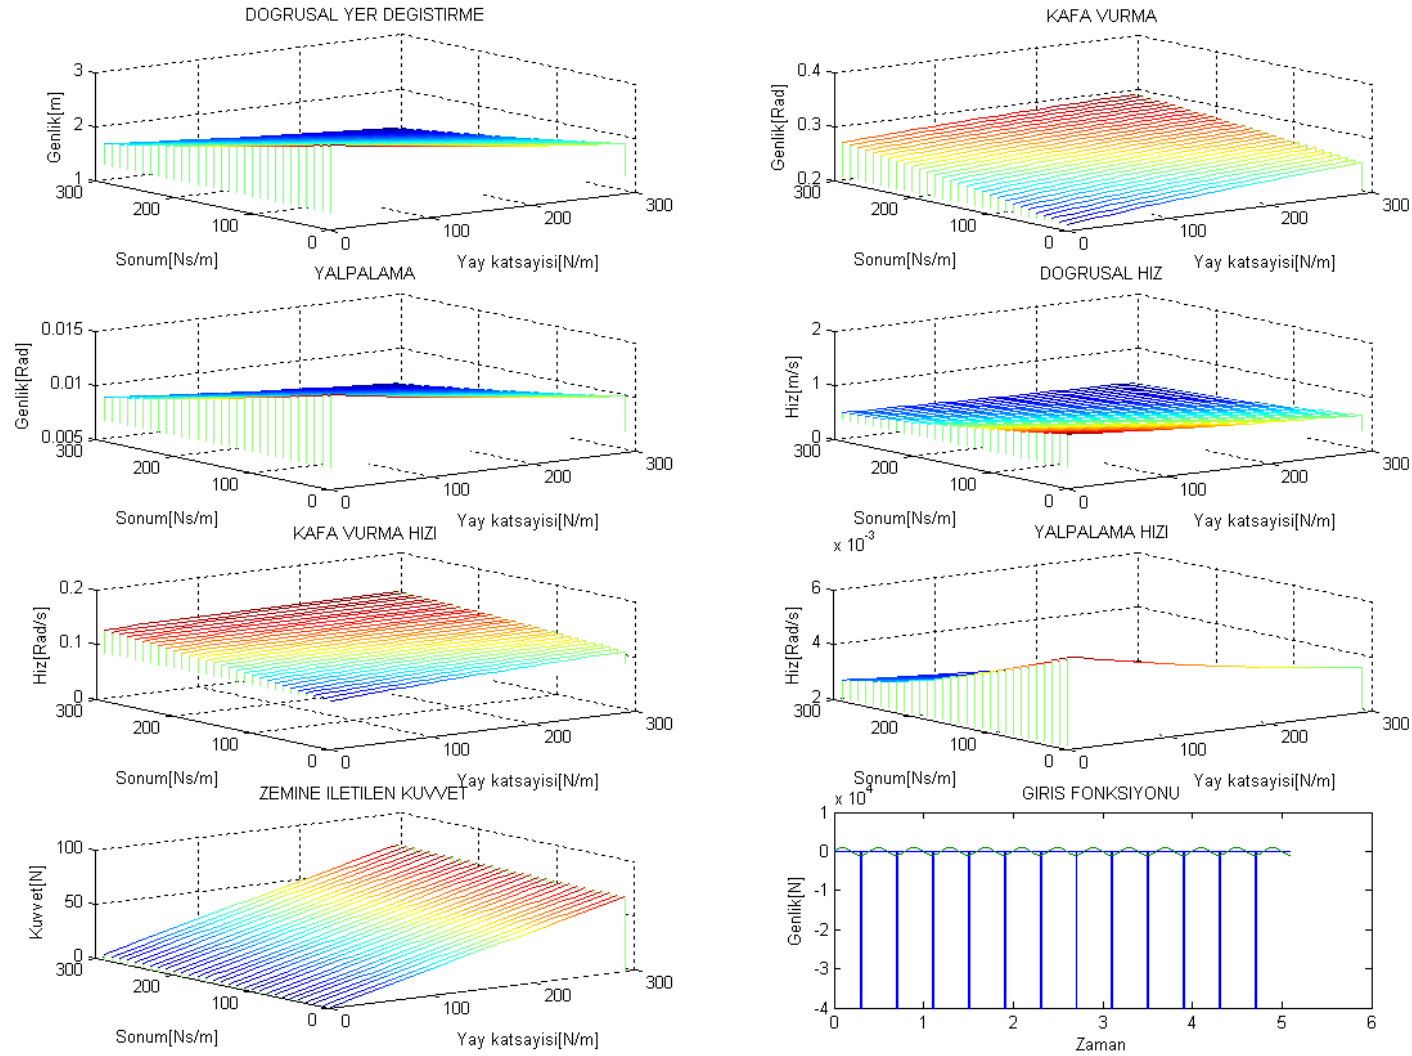 DOGRUSAL YER DEGISTIRME
3
2
1
Genlik[m]
300
200
100
0
Sonum[Ns/m]
0
100
200
300
Yay katsayisi[N/m]
KAFA VURMA
0.4
0.3
0.2
Genlik[Rad]
300
200
100
0
Sonum[Ns/m]
0
100
200
300
Yay katsayisi[N/m]
YALPALAMA
0.015
0.01
0.005
Genlik[Rad]
300
200
100
0
Sonum[Ns/m]
0
100
200
300
Yay katsayisi[N/m]
DOGRUSAL HIZ
2
1
0
Hiz[m/s]
300
200
100
0
Sonum[Ns/m]
0
100
200
300
Yay katsayisi[N/m]
KAFA VURMA HIZI
0.2
0.1
0
Hiz[Rad/s]
300
200
100
0
Sonum[Ns/m]
0
100
200
300
Yay katsayisi[N/m]
YALPALAMA HIZI
x 10^-3
6
4
2
Hiz[Rad/s]
300
200
100
0
Sonum[Ns/m]
0
100
200
300
Yay katsayisi[N/m]
ZEMINE ILETILEN KUVVET
100
50
0
Kuvvet[N]
300
200
100
0
Sonum[Ns/m]
0
100
200
300
Yay katsayisi[N/m]
GIRIS FONKSIYONU
x 10^4
1
0
-1
-2
-3
-4
Genlik[N]
0
1
2
3
4
5
6
Zaman